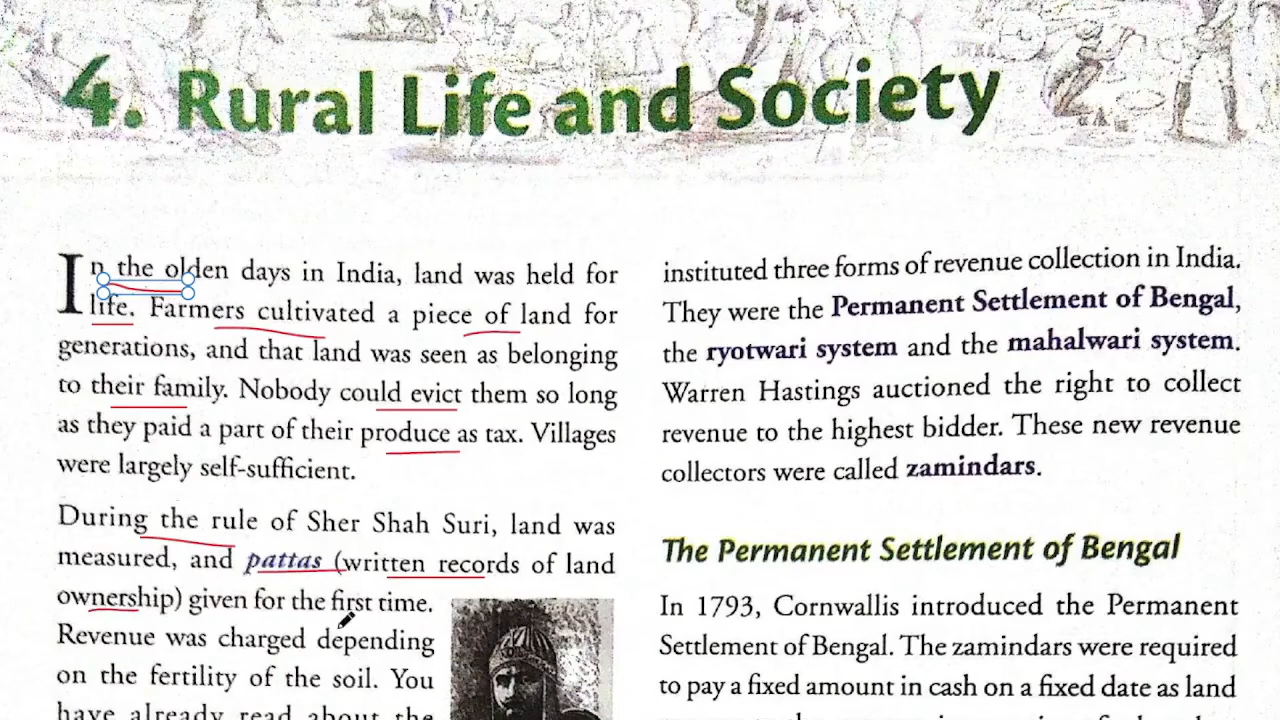 4. Rural Life and Society
In the olden days in India, land was held for
life. Farmers cultivated a piece of land for
generations, and that land was seen as belonging
to their family. Nobody could evict them so long
as they paid a part of their produce as tax. Villages
were largely self-sufficient.
During the rule of Sher Shah Suri, land was
measured, and pattas (written records of land
ownership) given for the first time.
Revenue was charged depending
on the fertility of the soil. You
have already read about the
instituted three forms of revenue collection in India.
They were the Permanent Settlement of Bengal,
the ryotwari system and the mahalwari system.
Warren Hastings auctioned the right to collect
revenue to the highest bidder. These new revenue
collectors were called zamindars.
The Permanent Settlement of Bengal
In 1793, Cornwallis introduced the Permanent
Settlement of Bengal. The zamindars were required
to pay a fixed amount in cash on a fixed date as land